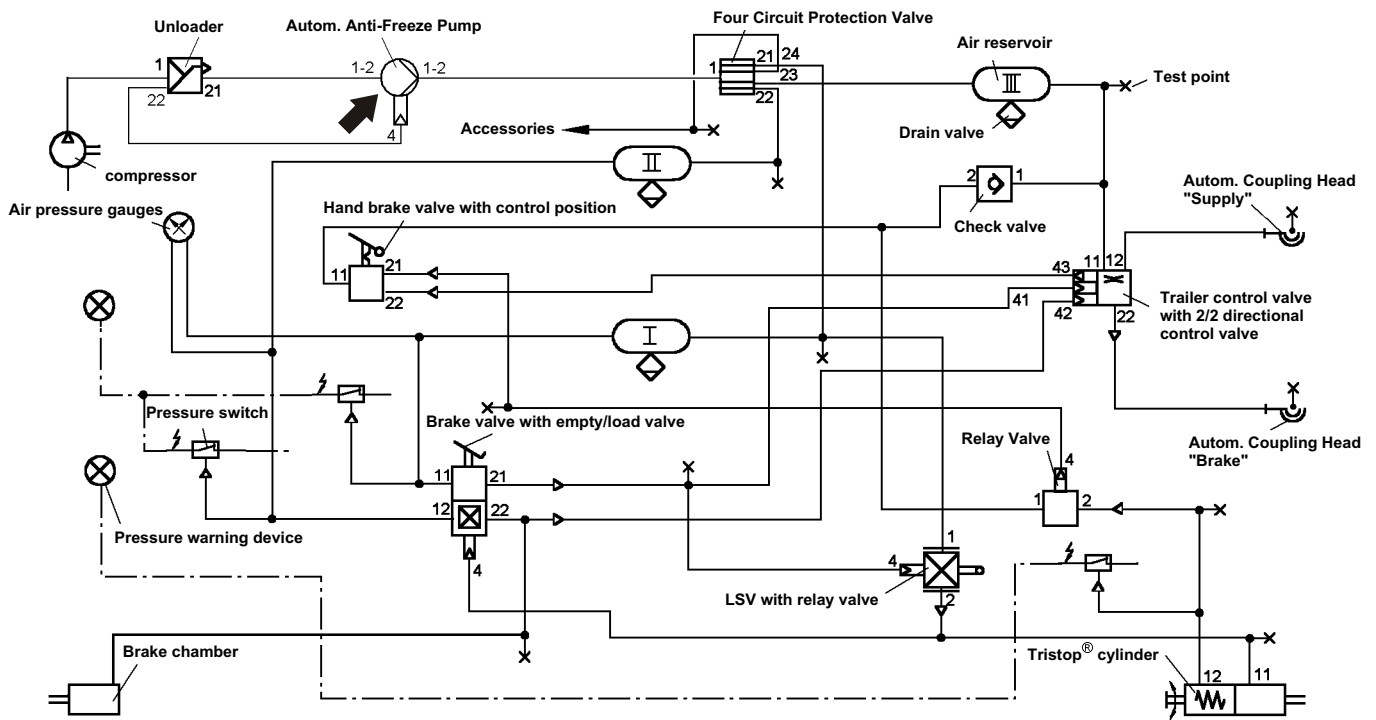 Unloader
Autom. Anti-Freeze Pump
Four Circuit Protection Valve
Air reservoir
1
21
22
1-2
1-2
4
1
21
24
23
22
III
Test point
Drain valve
Accessories
compressor
II
2
1
Check valve
Autom. Coupling Head
"Supply"
Air pressure gauges
Hand brake valve with control position
11
21
22
43
11
12
41
42
22
Trailer control valve
with 2/2 directional
control valve
I
Pressure switch
Brake valve with empty/load valve
Relay Valve
Autom. Coupling Head
"Brake"
11
21
12
22
4
4
1
2
Pressure warning device
1
4
2
LSV with relay valve
Brake chamber
Tristop® cylinder
12
11